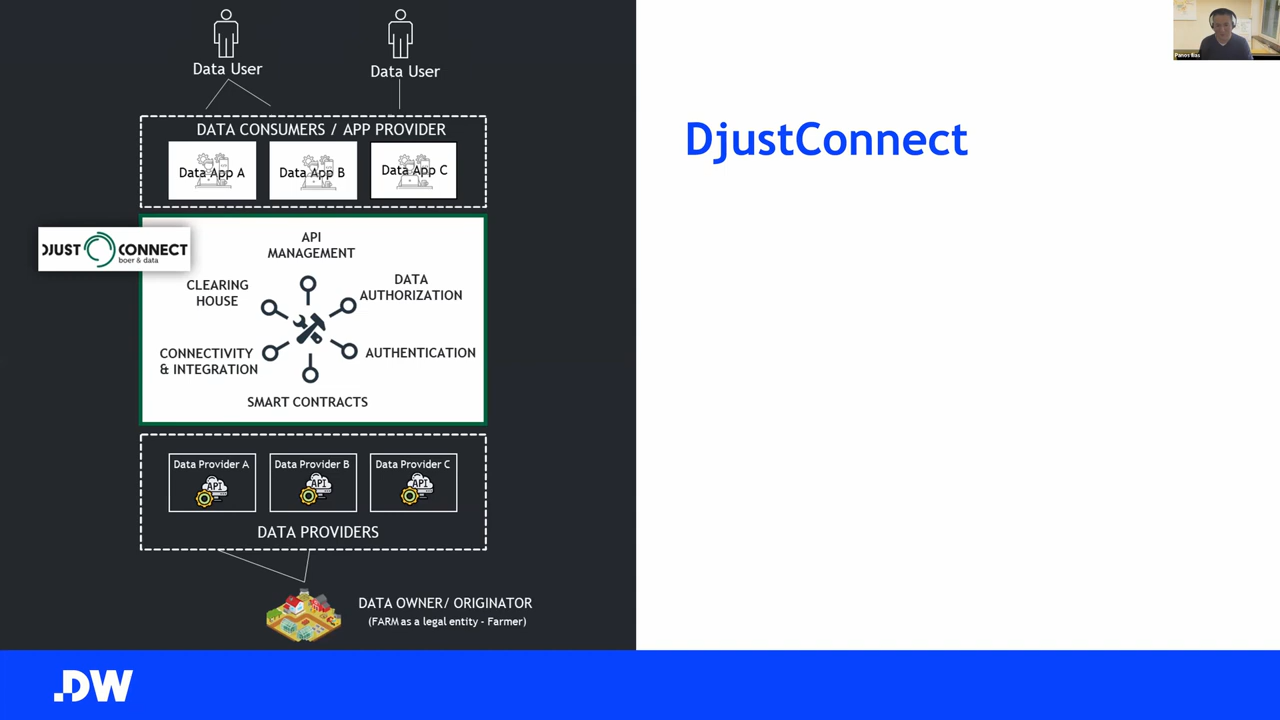 Data User
Data User
DATA CONSUMERS / APP PROVIDER
Data App A
Data App B
Data App C
DJUST CONNECT
boer & data
API
MANAGEMENT
CLEARING
HOUSE
DATA
AUTHORIZATION
CONNECTIVITY
& INTEGRATION
AUTHENTICATION
SMART CONTRACTS
Data Provider A
API
Data Provider B
API
Data Provider C
API
DATA PROVIDERS
DATA OWNER/ ORIGINATOR
(FARM as a legal entity - Farmer)
DjustConnect
Panos Ilias
.DW